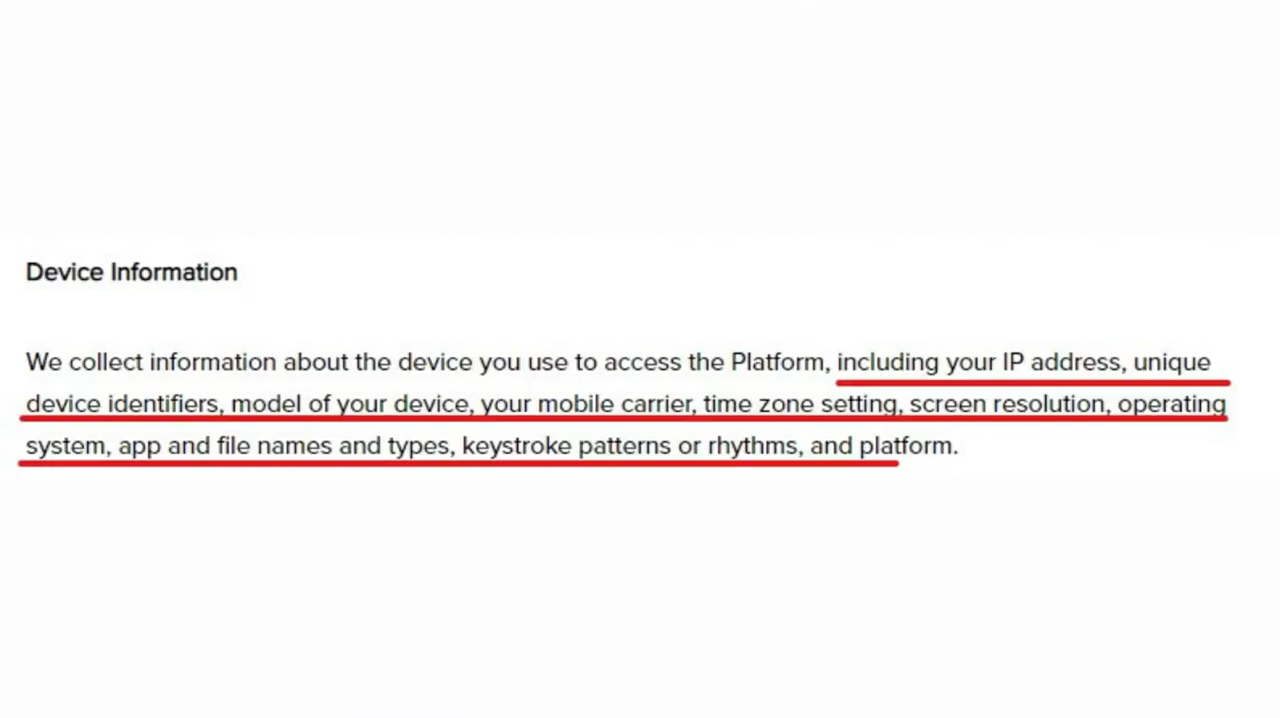 Device Information
We collect information about the device you use to access the Platform, including your IP address, unique
device identifiers, model of your device, your mobile carrier, time zone setting, screen resolution, operating
system, app and file names and types, keystroke patterns or rhythms, and platform.